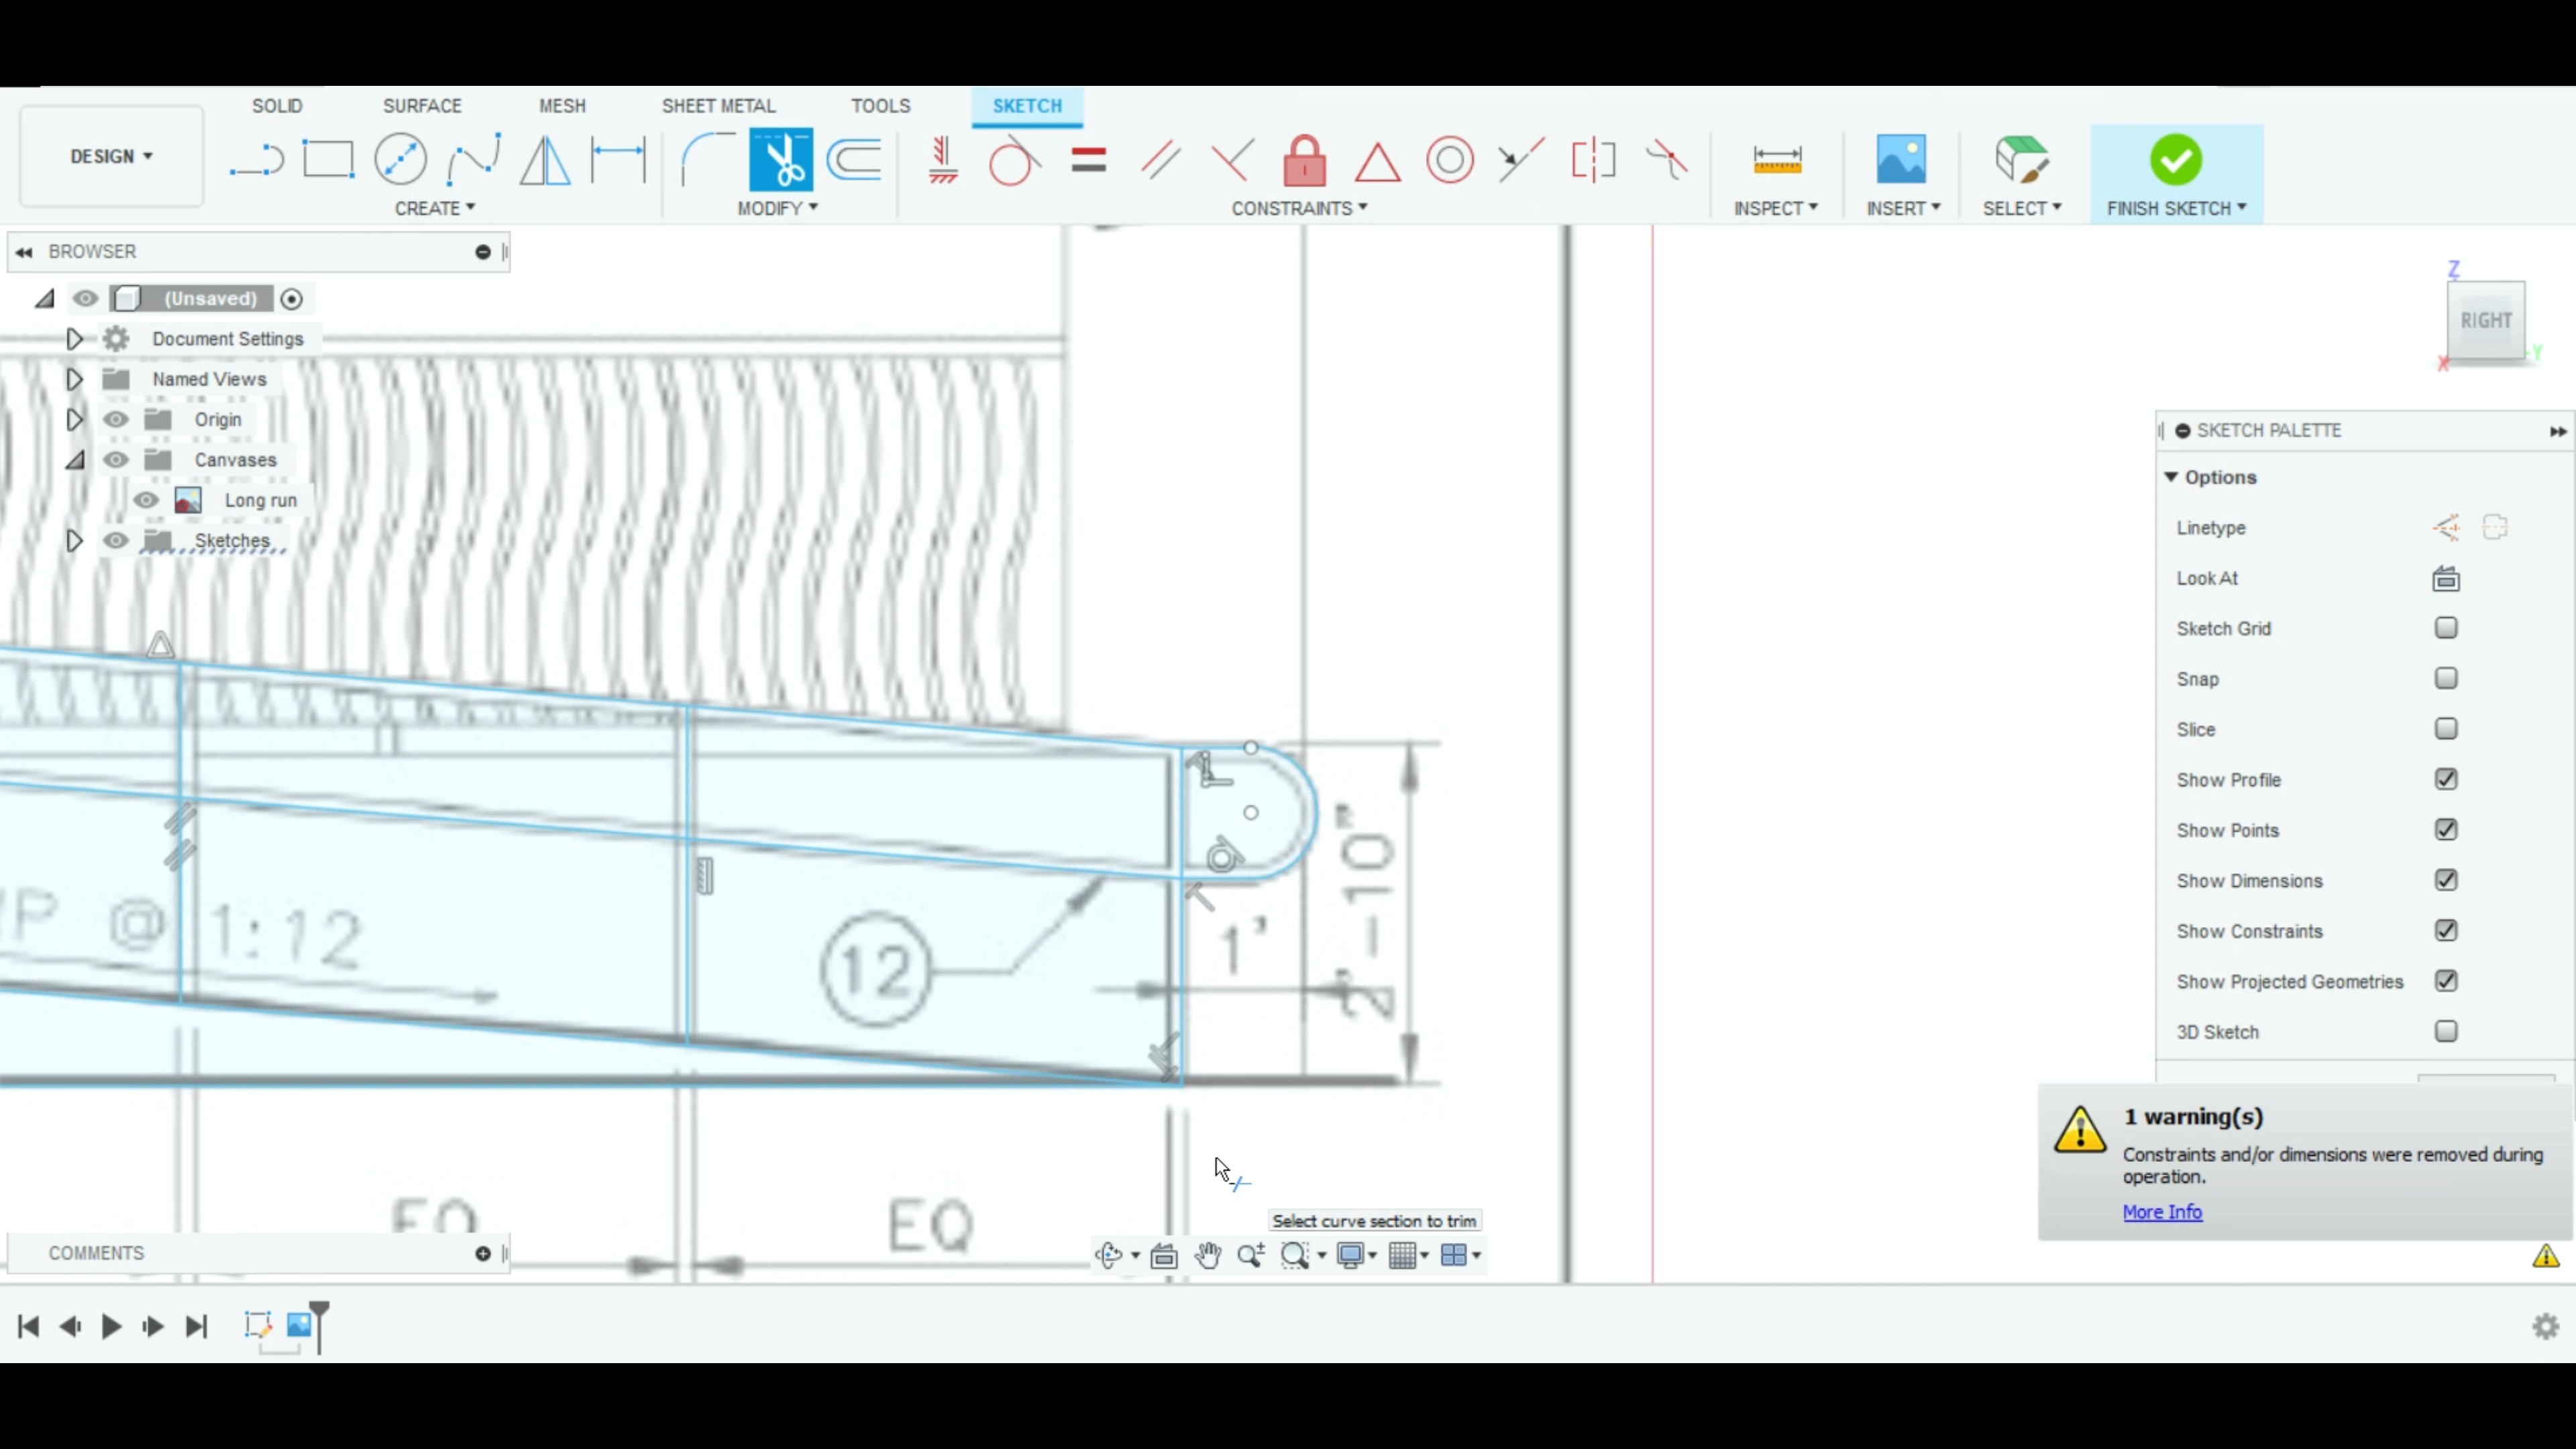 SOLID
SURFACE
MESH
SHEET METAL
TOOLS
SKETCH
DESIGN
CREATE
MODIFY
CONSTRAINTS
INSPECT
INSERT
SELECT
FINISH SKETCH
BROWSER
(Unsaved)
Document Settings
Named Views
Origin
Canvases
Long run
Sketches
Z
RIGHT
X
-Y
SKETCH PALETTE
Options
Linetype
Look At
Sketch Grid
Snap
Slice
Show Profile
Show Points
Show Dimensions
Show Constraints
Show Projected Geometries
3D Sketch
P @ 1:12
12
1'
2'-10"
EQ
EQ
1 warning(s)
Constraints and/or dimensions were removed during
operation.
More Info
Select curve section to trim
COMMENTS